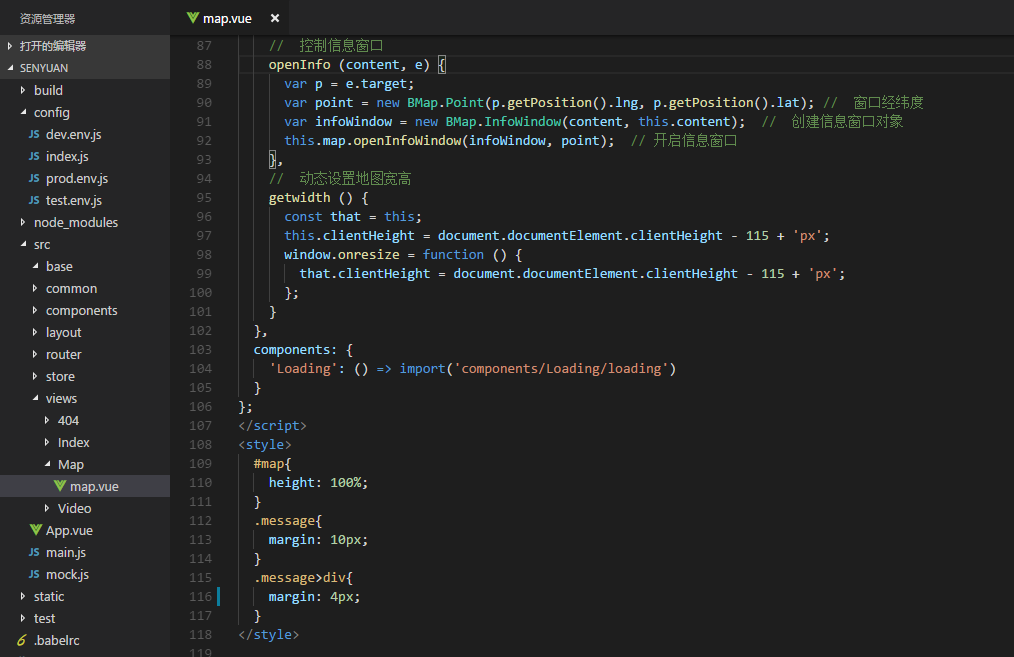 资源管理器
打开的编辑器
SENYUAN
build
config
JS dev.env.js
JS index.js
JS prod.env.js
JS test.env.js
node_modules
src
base
common
components
layout
router
store
views
404
Index
Map
map.vue
Video
App.vue
JS main.js
JS mock.js
static
test
.babelrc
map.vue ×
87 // 控制信息窗口
88 openInfo (content, e) {
89 var p = e.target;
90 var point = new BMap.Point(p.getPosition().lng, p.getPosition().lat); // 窗口经纬度
91 var infoWindow = new BMap.InfoWindow(content, this.content); // 创建信息窗口对象
92 this.map.openInfoWindow(infoWindow, point); // 开启信息窗口
93 },
94 // 动态设置地图宽高
95 getwidth () {
96 const that = this;
97 this.clientHeight = document.documentElement.clientHeight - 115 + 'px';
98 window.onresize = function () {
99 that.clientHeight = document.documentElement.clientHeight - 115 + 'px';
100 };
101 }
102 },
103 components: {
104 'Loading': () => import('components/Loading/loading')
105 }
106 };
107 </script>
108 <style>
109 #map{
110 height: 100%;
111 }
112 .message{
113 margin: 10px;
114 }
115 .message>div{
116 margin: 4px;
117 }
118 </style>
119